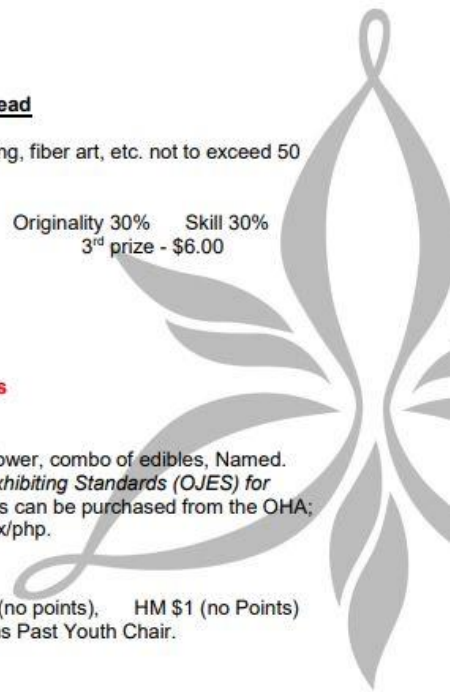 ead
ng, fiber art, etc. not to exceed 50
Originality 30% Skill 30%
3rd prize - $6.00
s
ower, combo of edibles, Named.
xhibiting Standards (OJES) for
s can be purchased from the OHA;
x/php.
(no points), HM $1 (no Points)
s Past Youth Chair.